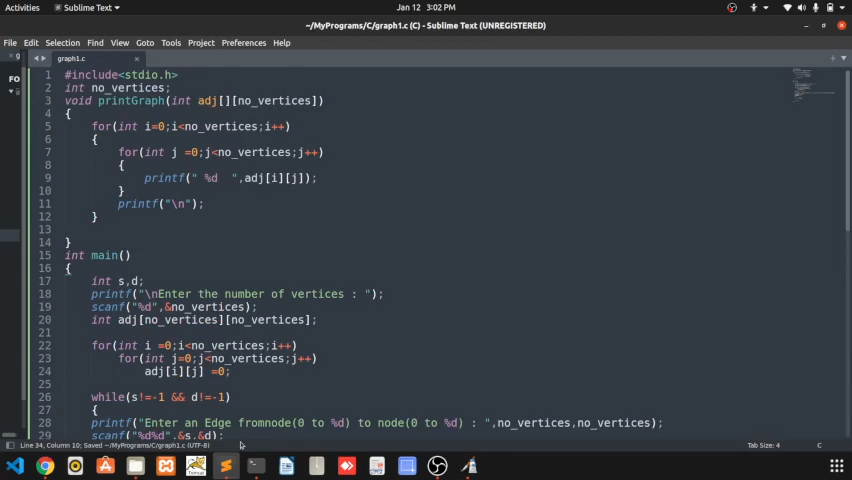 Activities Sublime Text Jan 12 3:02 PM
~/MyPrograms/C/graph1.c (C) - Sublime Text (UNREGISTERED)
File Edit Selection Find View Goto Tools Project Preferences Help
graph1.c
FO
1 #include<stdio.h>
2 int no_vertices;
3 void printGraph(int adj[][no_vertices])
4 {
5 for(int i=0;i<no_vertices;i++)
6 {
7 for(int j =0;j<no_vertices;j++)
8 {
9 printf(" %d  ",adj[i][j]);
10 }
11 printf("\n");
12 }
13
14 }
15 int main()
16 {
17 int s,d;
18 printf("\nEnter the number of vertices : ");
19 scanf("%d",&no_vertices);
20 int adj[no_vertices][no_vertices];
21
22 for(int i =0;i<no_vertices;i++)
23 for(int j=0;j<no_vertices;j++)
24 adj[i][j] =0;
25
26 while(s!=-1 && d!=-1)
27 {
28 printf("Enter an Edge fromnode(0 to %d) to node(0 to %d) : ",no_vertices,no_vertices);
29 scanf("%d%d",&s,&d);
Line 34, Column 10; Saved ~/MyPrograms/C/graph1.c (UTF-8) Tab Size: 4 C